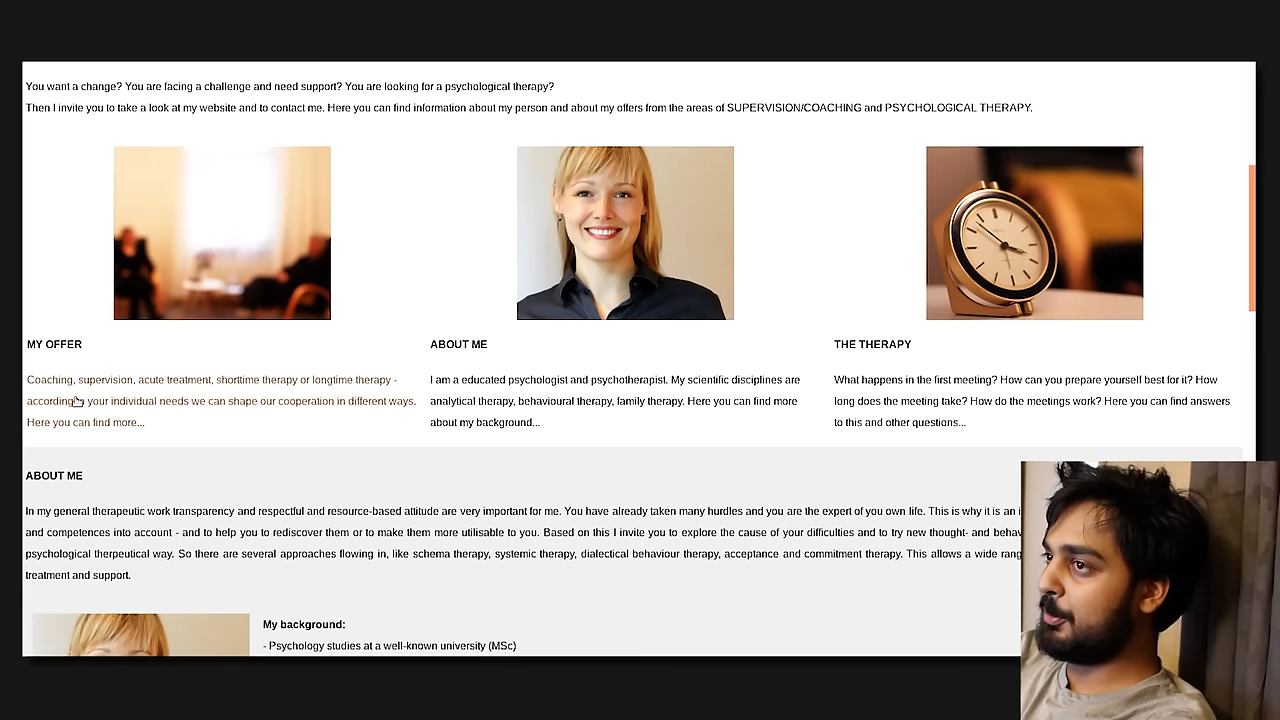 You want a change? You are facing a challenge and need support? You are looking for a psychological therapy?
Then I invite you to take a look at my website and to contact me. Here you can find information about my person and about my offers from the areas of SUPERVISION/COACHING and PSYCHOLOGICAL THERAPY.
MY OFFER
Coaching, supervision, acute treatment, shorttime therapy or longtime therapy -
according your individual needs we can shape our cooperation in different ways.
Here you can find more...
ABOUT ME
I am a educated psychologist and psychotherapist. My scientific disciplines are
analytical therapy, behavioural therapy, family therapy. Here you can find more
about my background...
THE THERAPY
What happens in the first meeting? How can you prepare yourself best for it? How
long does the meeting take? How do the meetings work? Here you can find answers
to this and other questions...
ABOUT ME
In my general therapeutic work transparency and respectful and resource-based attitude are very important for me. You have already taken many hurdles and you are the expert of you own life. This is why it is an
and competences into account - and to help you to rediscover them or to make them more utilisable to you. Based on this I invite you to explore the cause of your difficulties and to try new thought- and
psychological therpeutical way. So there are several approaches flowing in, like schema therapy, systemic therapy, dialectical behaviour therapy, acceptance and commitment therapy. This allows a wide
treatment and support.
My background:
- Psychology studies at a well-known university (MSc)